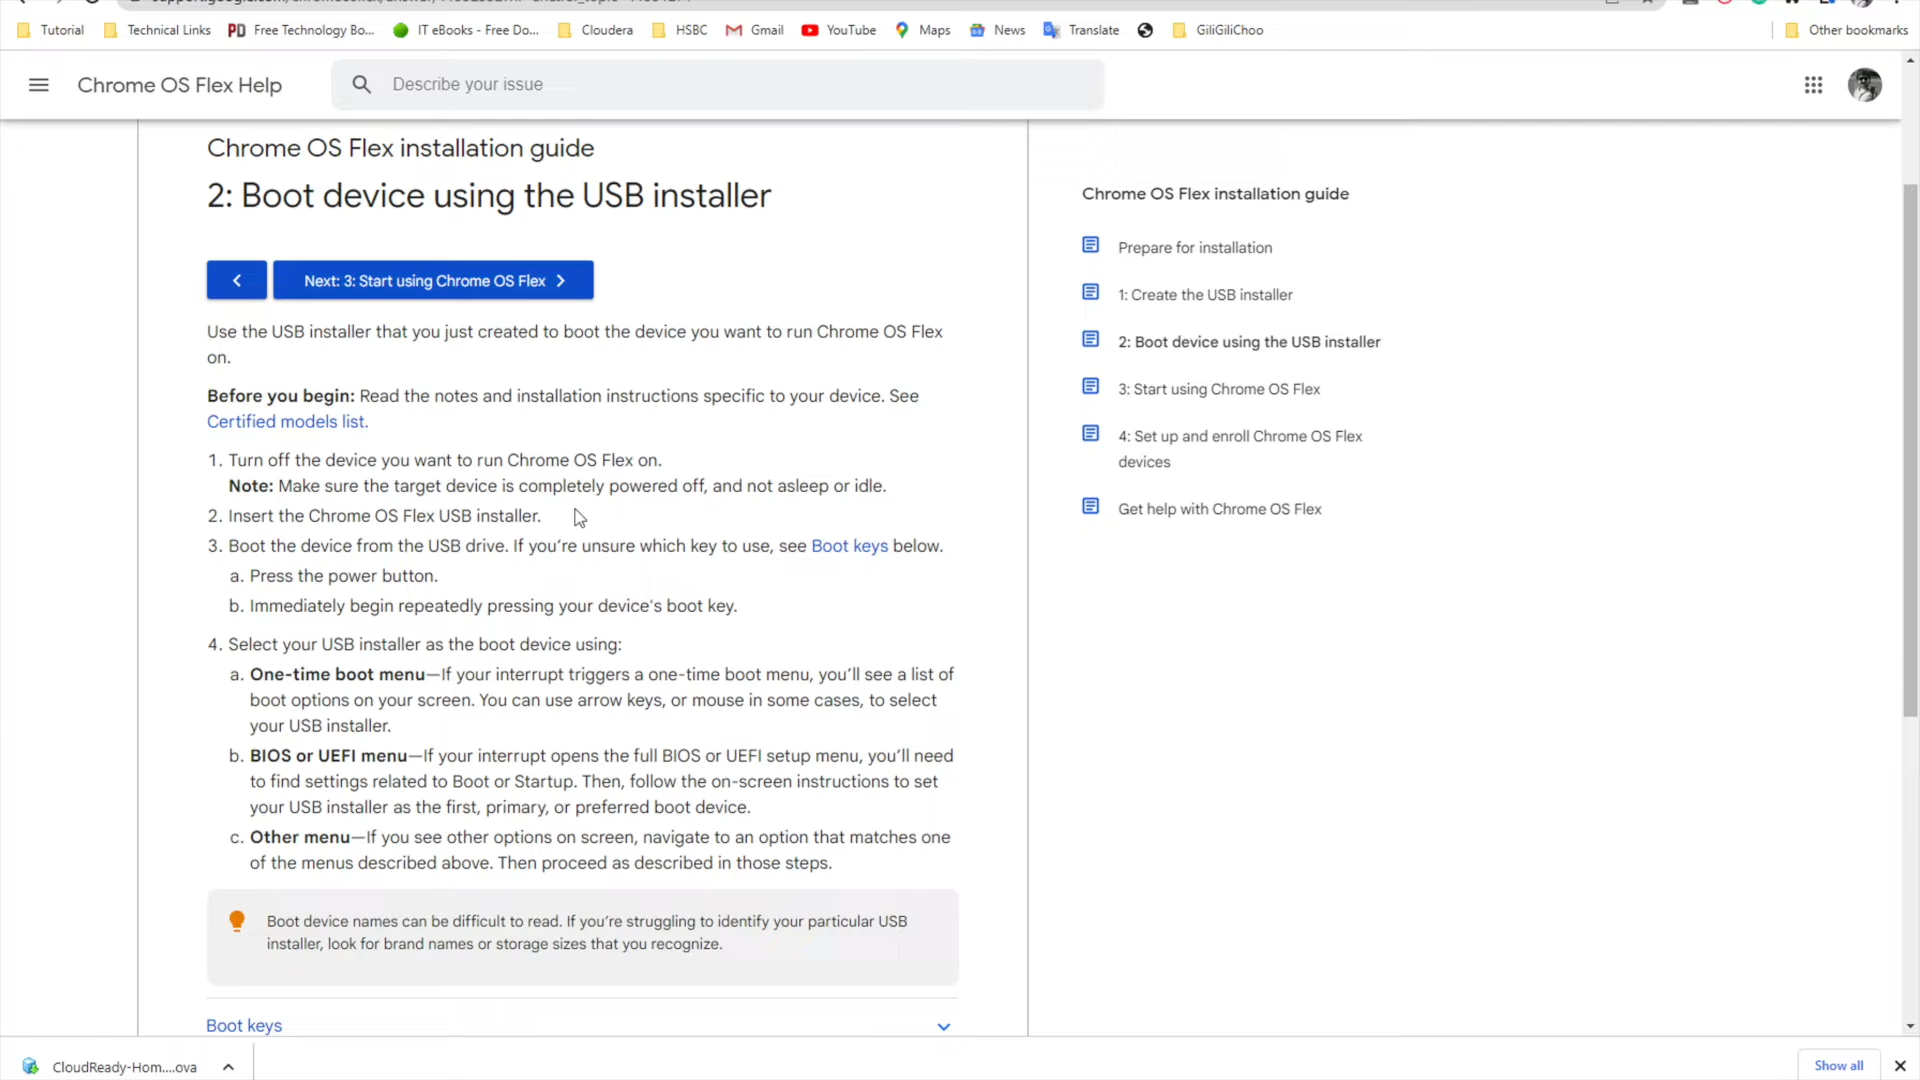 Tutorial
Technical Links
Free Technology Bo...
IT eBooks - Free Do...
Cloudera
HSBC
Gmail
YouTube
Maps
News
Translate
GiliGiliChoo
Other bookmarks
Chrome OS Flex Help
Describe your issue
Chrome OS Flex installation guide
2: Boot device using the USB installer
Next: 3: Start using Chrome OS Flex
Use the USB installer that you just created to boot the device you want to run Chrome OS Flex
on.
Before you begin: Read the notes and installation instructions specific to your device. See
Certified models list.
1. Turn off the device you want to run Chrome OS Flex on.
Note: Make sure the target device is completely powered off, and not asleep or idle.
2. Insert the Chrome OS Flex USB installer.
3. Boot the device from the USB drive. If you’re unsure which key to use, see Boot keys below.
a. Press the power button.
b. Immediately begin repeatedly pressing your device's boot key.
4. Select your USB installer as the boot device using:
a. One-time boot menu—If your interrupt triggers a one-time boot menu, you’ll see a list of
boot options on your screen. You can use arrow keys, or mouse in some cases, to select
your USB installer.
b. BIOS or UEFI menu—If your interrupt opens the full BIOS or UEFI setup menu, you’ll need
to find settings related to Boot or Startup. Then, follow the on-screen instructions to set
your USB installer as the first, primary, or preferred boot device.
c. Other menu—If you see other options on screen, navigate to an option that matches one
of the menus described above. Then proceed as described in those steps.
Boot device names can be difficult to read. If you’re struggling to identify your particular USB
installer, look for brand names or storage sizes that you recognize.
Boot keys
Chrome OS Flex installation guide
Prepare for installation
1: Create the USB installer
2: Boot device using the USB installer
3: Start using Chrome OS Flex
4: Set up and enroll Chrome OS Flex
devices
Get help with Chrome OS Flex
CloudReady-Hom....ova
Show all